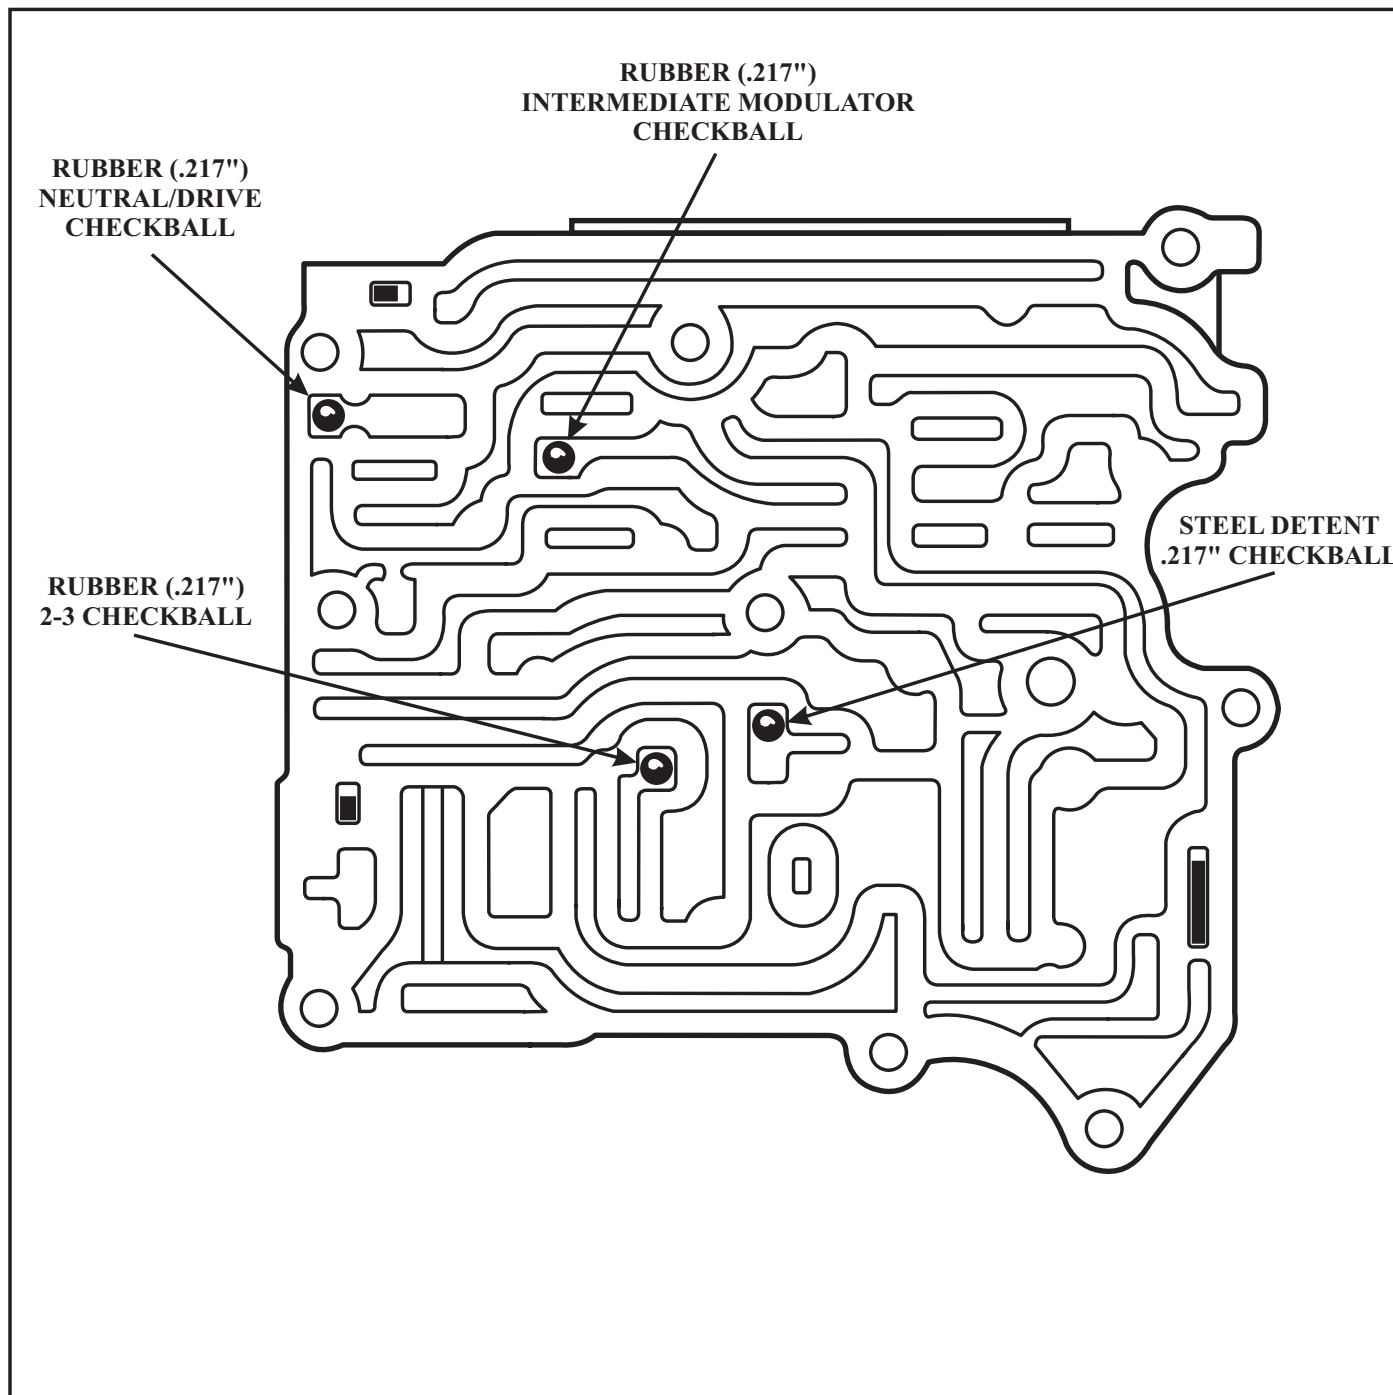 RUBBER (.217")
INTERMEDIATE MODULATOR
CHECKBALL
RUBBER (.217")
NEUTRAL/DRIVE
CHECKBALL
STEEL DETENT
.217" CHECKBALL
RUBBER (.217")
2-3 CHECKBALL